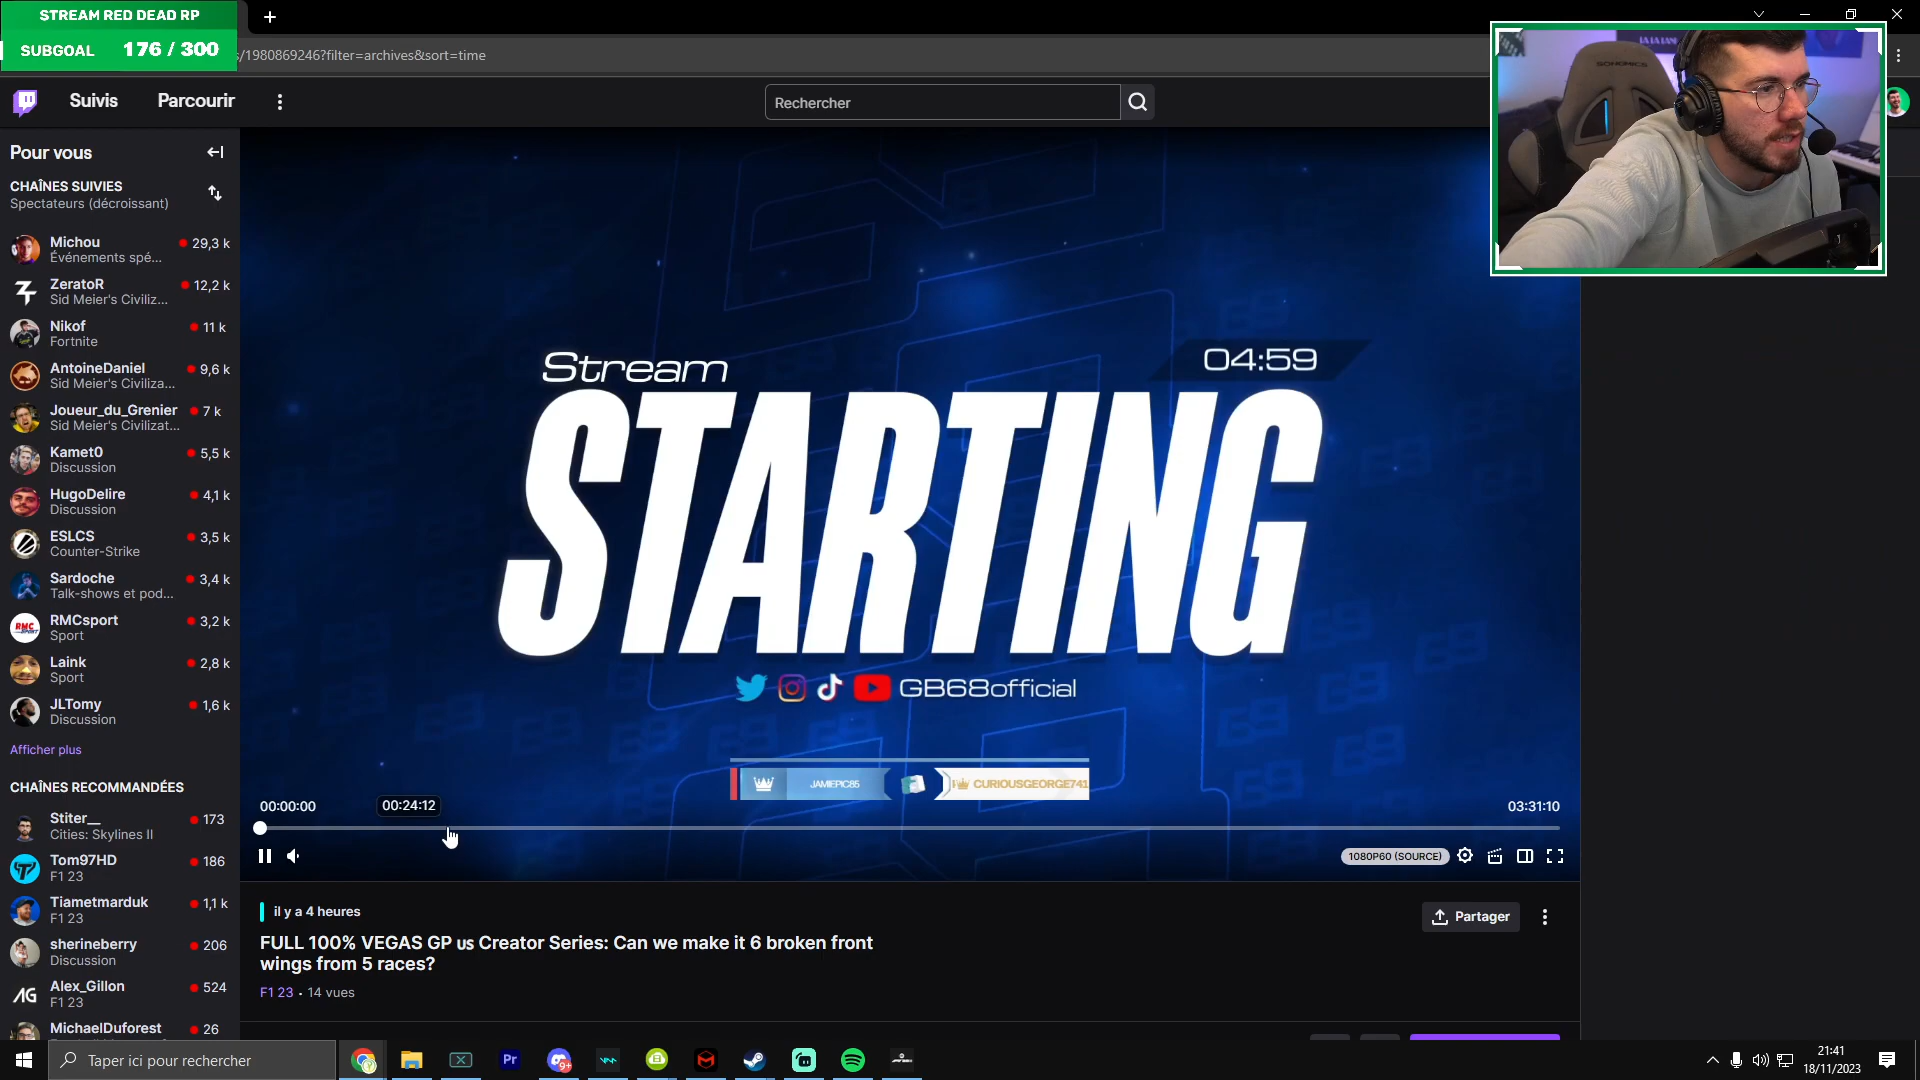 STREAM RED DEAD RP
SUBGOAL 176 / 300
s/1980869246?filter=archives&sort=time
Suivis
Parcourir
Rechercher
Pour vous
CHAÎNES SUIVIES
Spectateurs (décroissant)
Michou 29,3 k
Événements spé...
ZeratoR 12,2 k
Sid Meier's Civiliz...
Nikof 11 k
Fortnite
AntoineDaniel 9,6 k
Sid Meier's Civiliza...
Joueur_du_Grenier 7 k
Sid Meier's Civilizat...
Kamet0 5,5 k
Discussion
HugoDelire 4,1 k
Discussion
ESLCS 3,5 k
Counter-Strike
Sardoche 3,4 k
Talk-shows et pod...
RMCsport 3,2 k
Sport
Laink 2,8 k
Sport
JLTomy 1,6 k
Discussion
Afficher plus
CHAÎNES RECOMMANDÉES
Stiter__ 173
Cities: Skylines II
Tom97HD 186
F1 23
Tiametmarduk 1,1 k
F1 23
sherineberry 206
Discussion
Alex_Gillon 524
F1 23
MichaelDuforest 26
Stream
04:59
STARTING
GB68official
JAMIEPIC85
CURIOUSGEORGE741
00:00:00
00:24:12
03:31:10
1080P60 (SOURCE)
il y a 4 heures
Partager
FULL 100% VEGAS GP us Creator Series: Can we make it 6 broken front
wings from 5 races?
F1 23 • 14 vues
SONGMICS
Taper ici pour rechercher
Pr
9+
21:41
18/11/2023